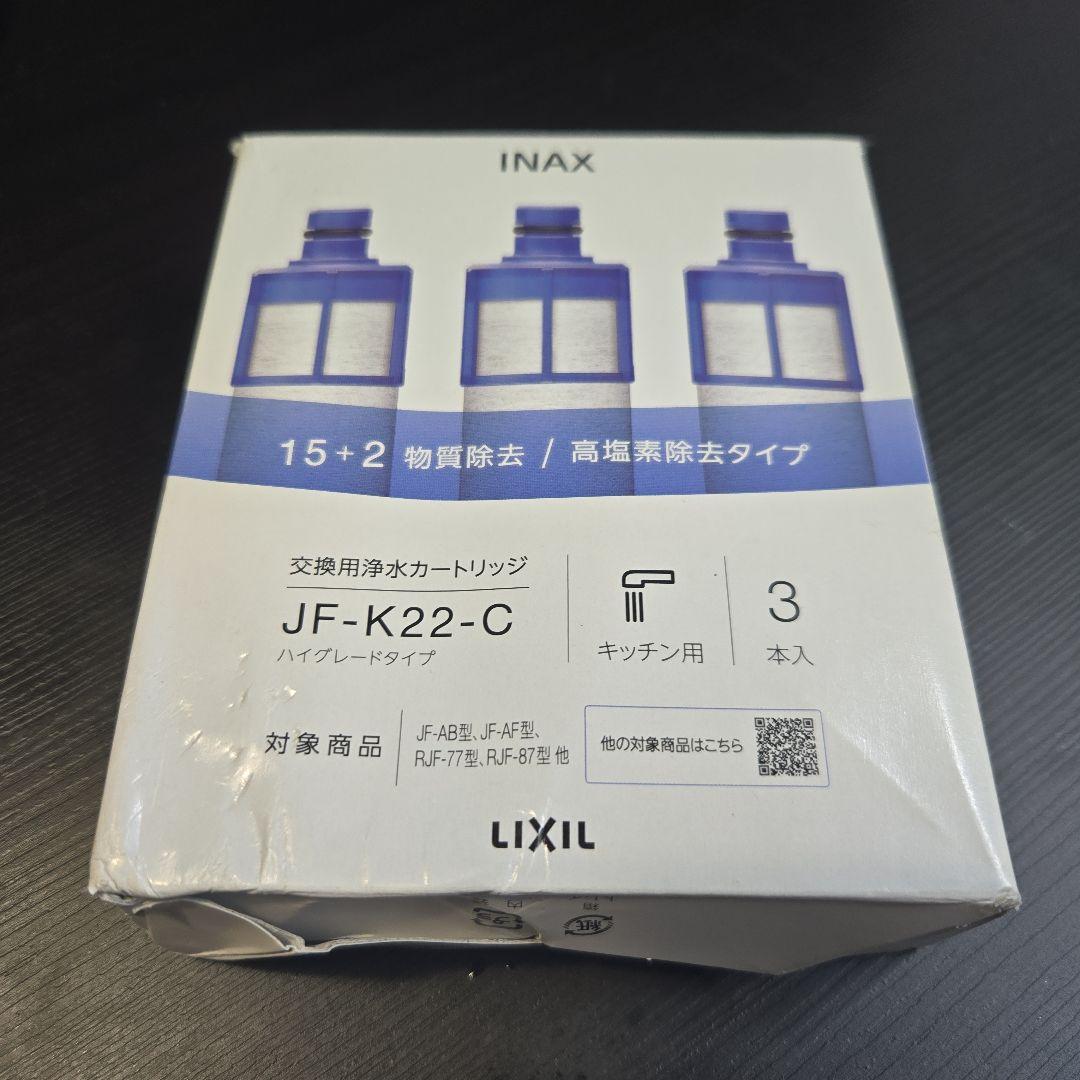 INAX
15+2 物質除去 / 高塩素除去タイプ
交換用浄水カートリッジ
JF-K22-C
ハイグレードタイプ
キッチン用
3
本入
対象商品
JF-AB型、JF-AF型、
RJF-77型、RJF-87型 他
他の対象商品はこちら
LIXIL
紙